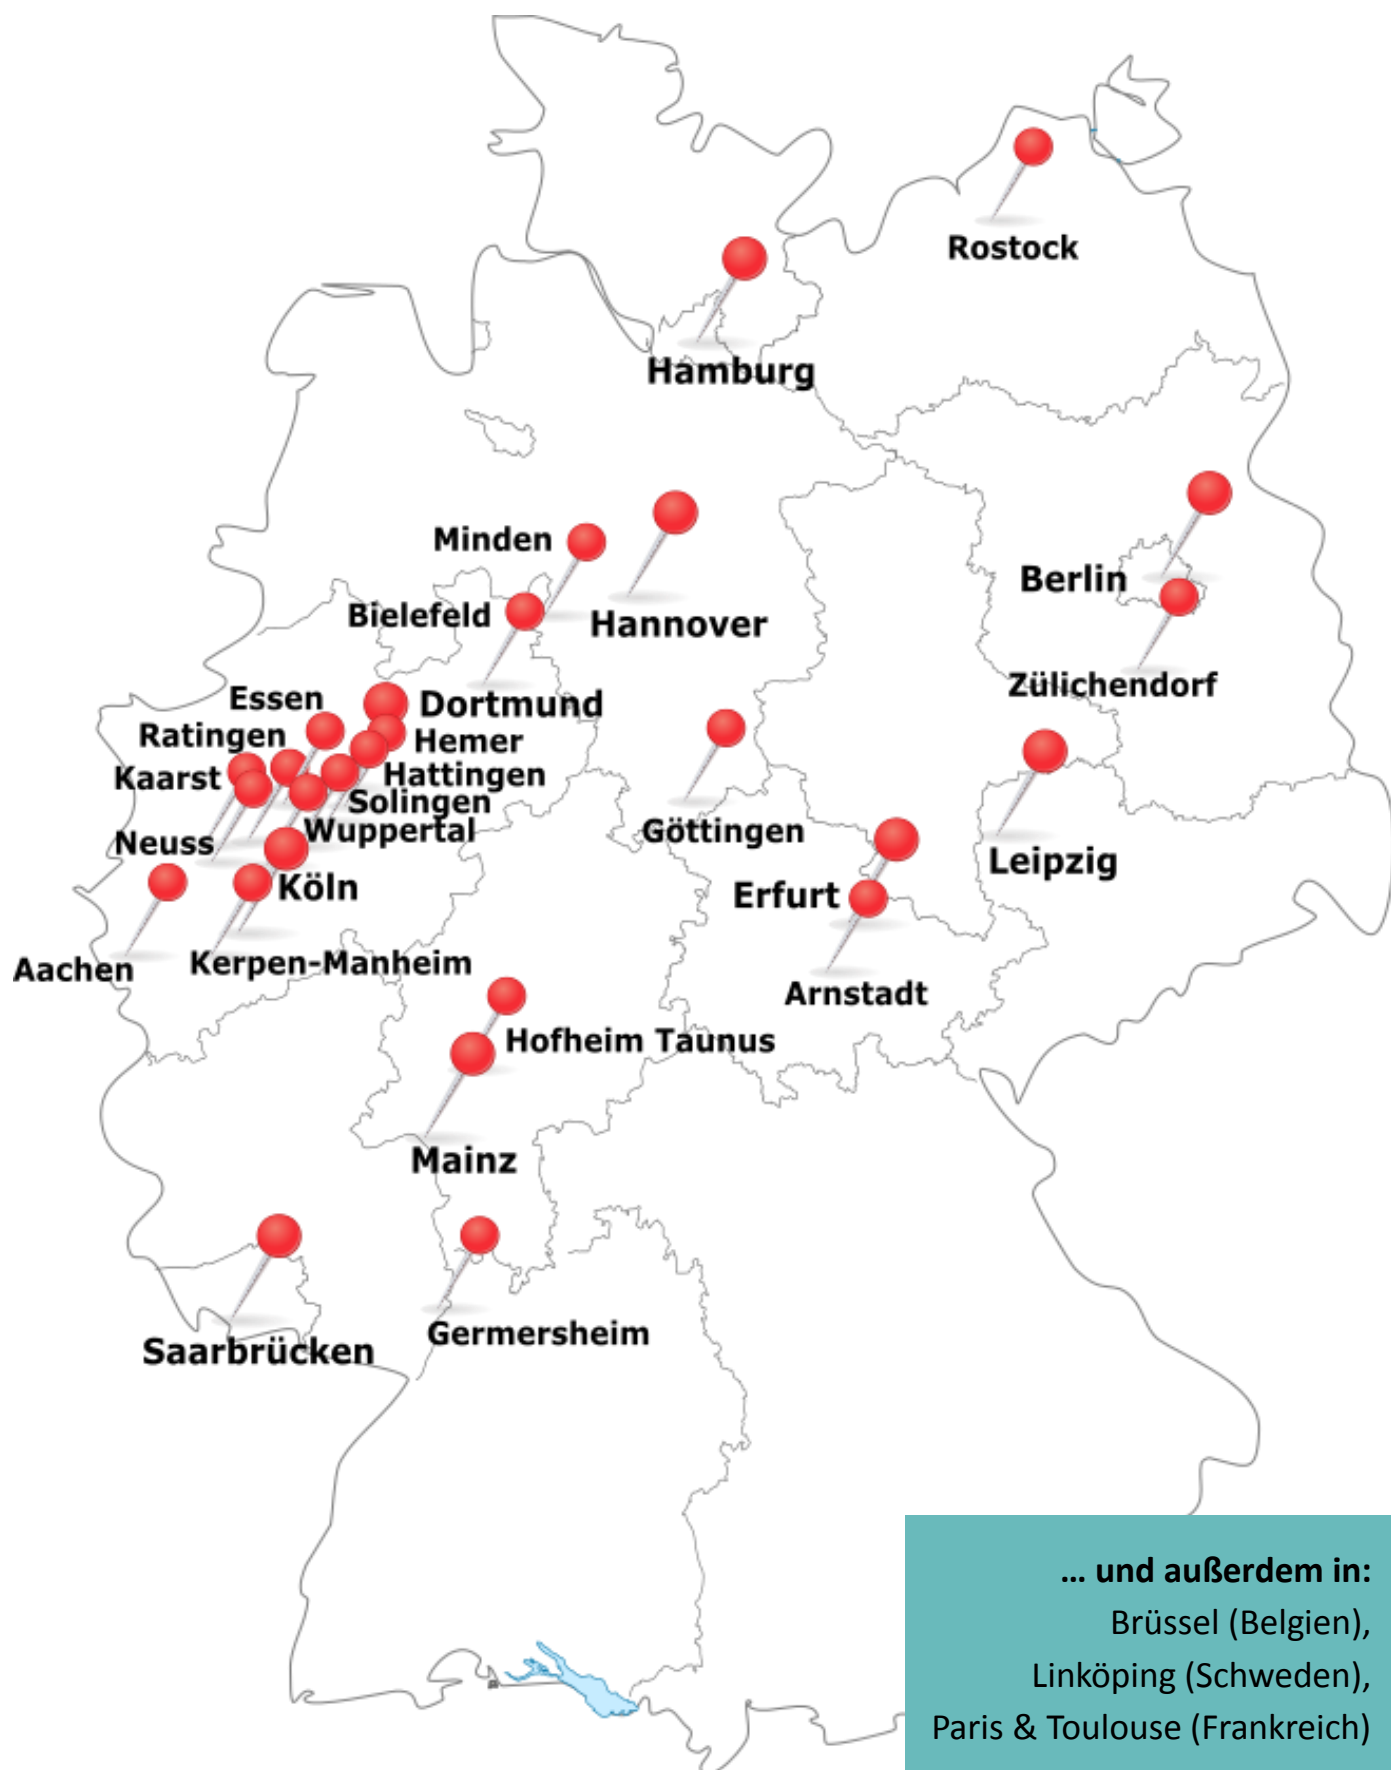 Rostock
Hamburg
Minden
Hannover
Bielefeld
Berlin
Zülichendorf
Essen
Dortmund
Ratingen
Hemer
Kaarst
Hattingen
Solingen
Neuss
Wuppertal
Göttingen
Leipzig
Köln
Erfurt
Aachen
Kerpen-Manheim
Arnstadt
Hofheim Taunus
Mainz
Germersheim
Saarbrücken
... und außerdem in:
Brüssel (Belgien),
Linköping (Schweden),
Paris & Toulouse (Frankreich)